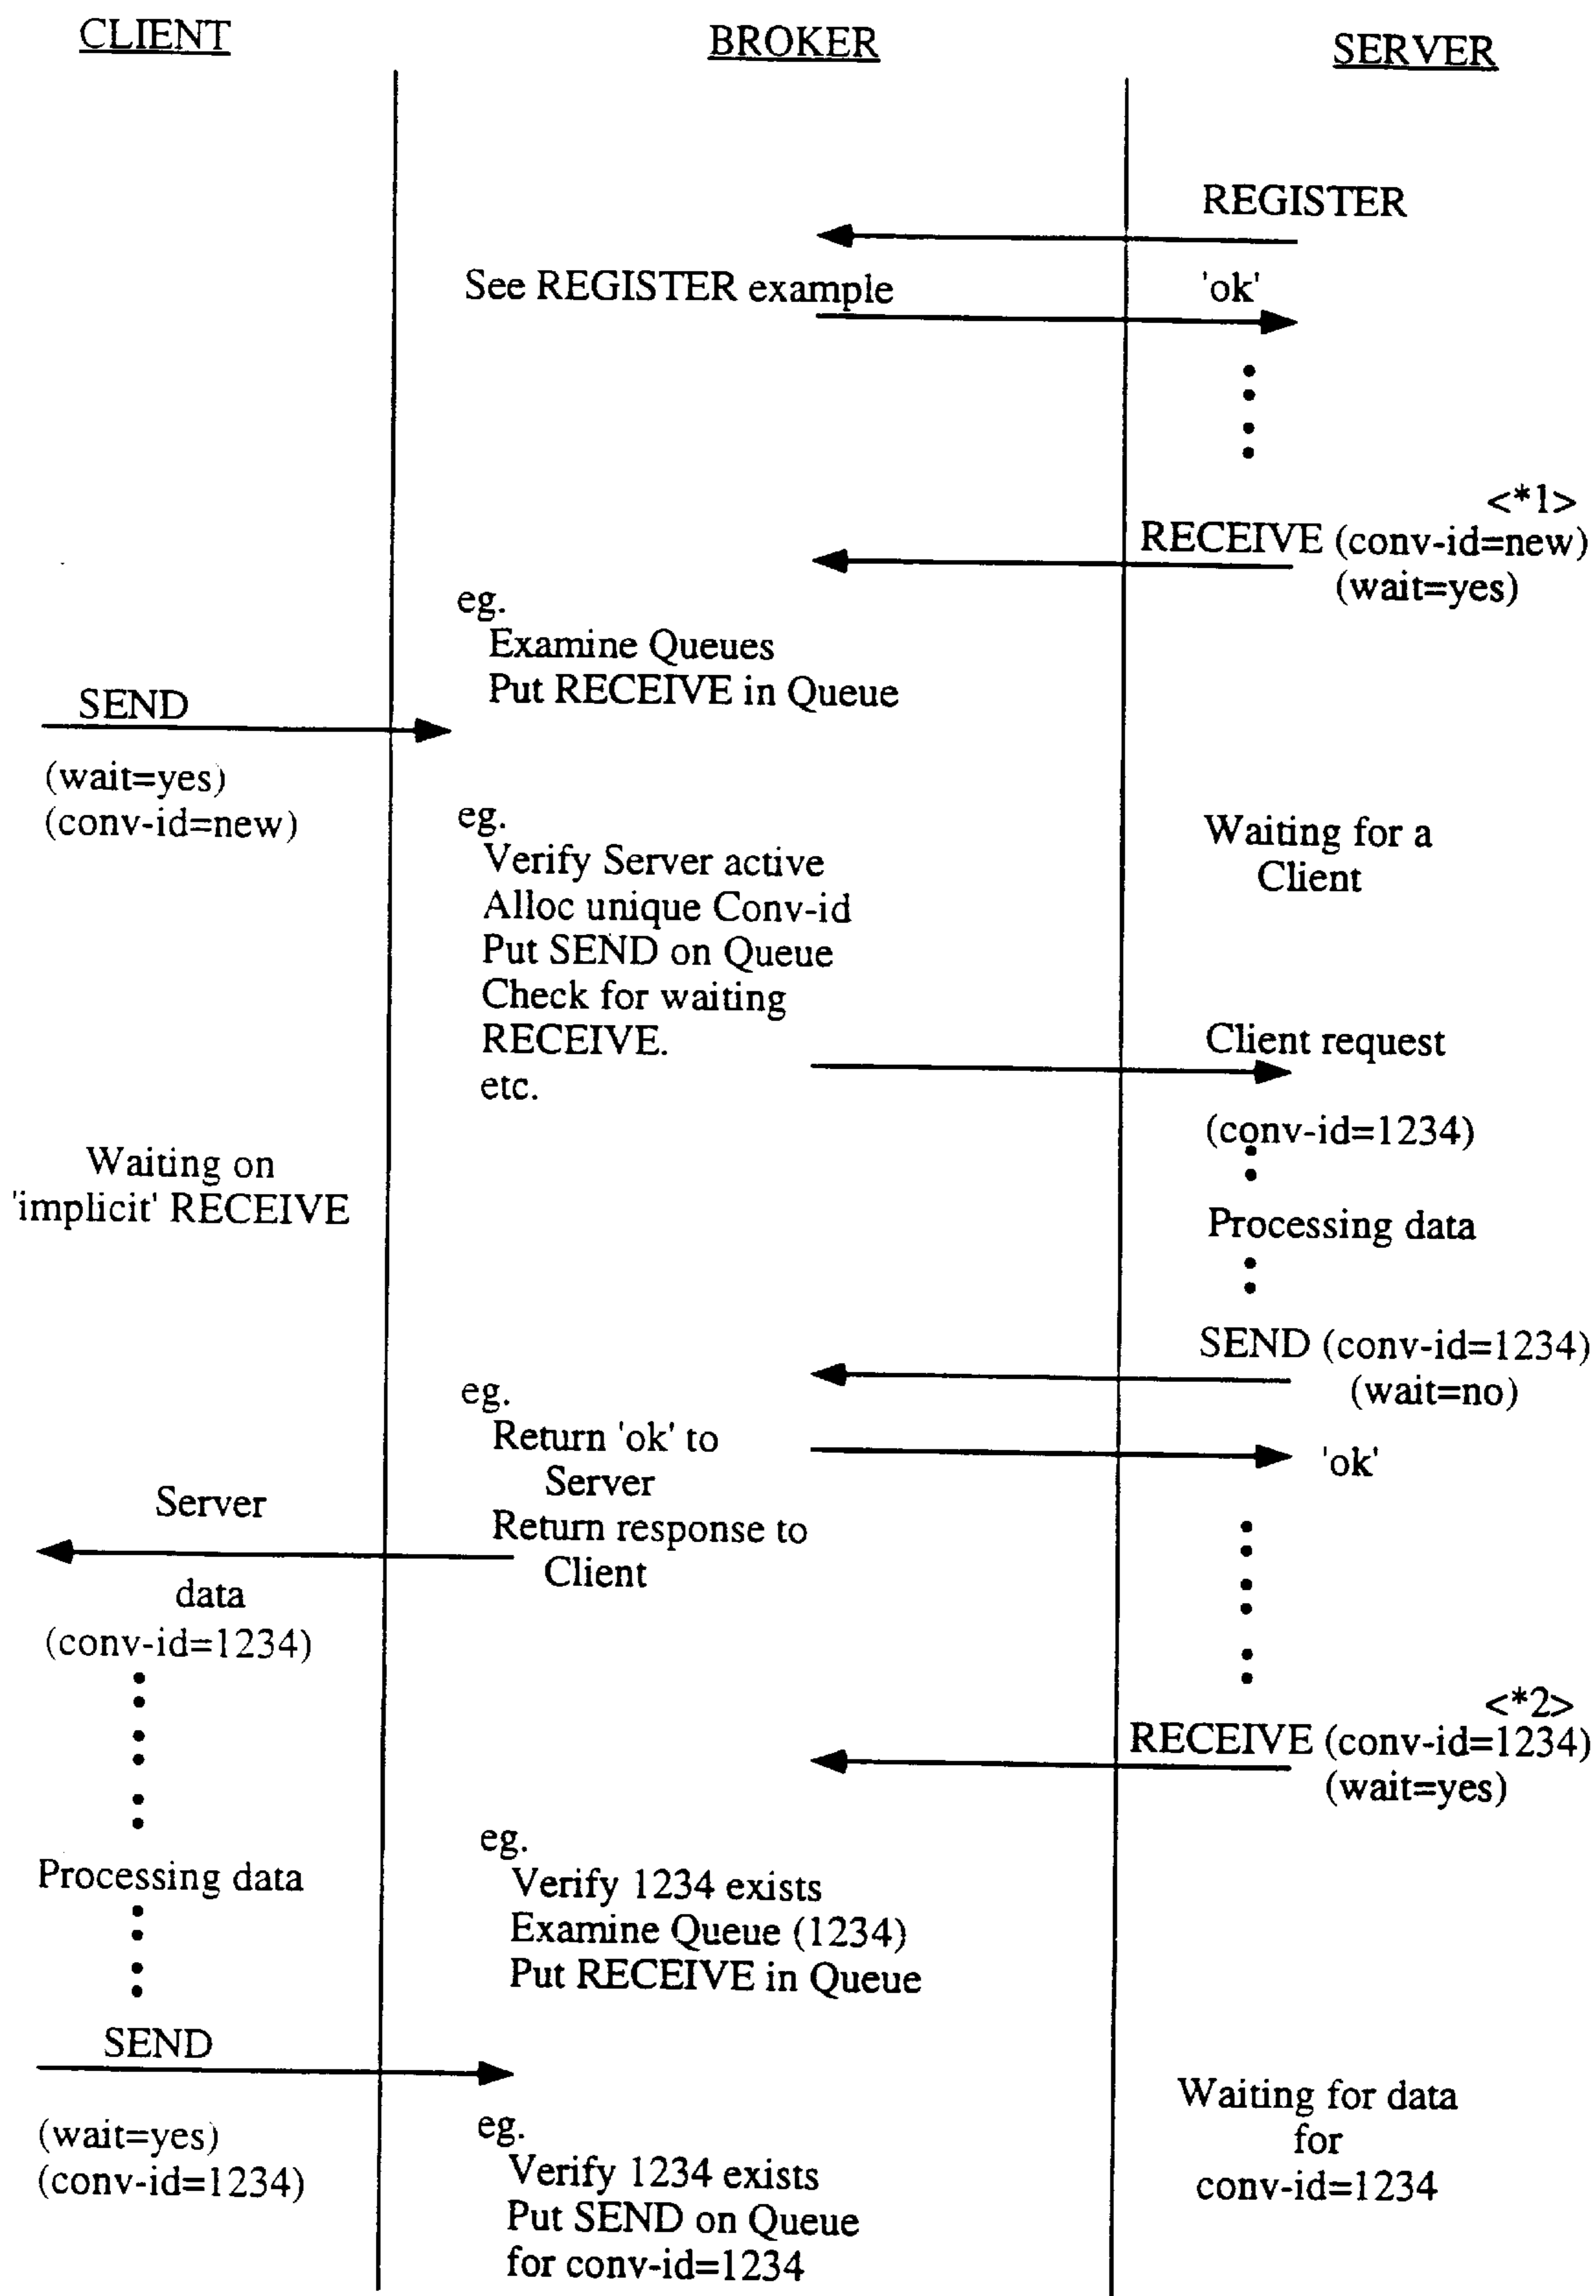 CLIENT
BROKER
SERVER
REGISTER
See REGISTER example
'ok'
<*1>
RECEIVE (conv-id=new)
(wait=yes)
eg.
Examine Queues
Put RECEIVE in Queue
SEND
(wait=yes)
(conv-id=new)
eg.
Verify Server active
Alloc unique Conv-id
Put SEND on Queue
Check for waiting
RECEIVE.
etc.
Waiting for a
Client
Client request
(conv-id=1234)
Waiting on
'implicit' RECEIVE
Processing data
SEND (conv-id=1234)
(wait=no)
eg.
Return 'ok' to
Server
Return response to
Client
'ok'
Server
data
(conv-id=1234)
<*2>
RECEIVE (conv-id=1234)
(wait=yes)
Processing data
eg.
Verify 1234 exists
Examine Queue (1234)
Put RECEIVE in Queue
SEND
(wait=yes)
(conv-id=1234)
eg.
Verify 1234 exists
Put SEND on Queue
for conv-id=1234
Waiting for data
for
conv-id=1234